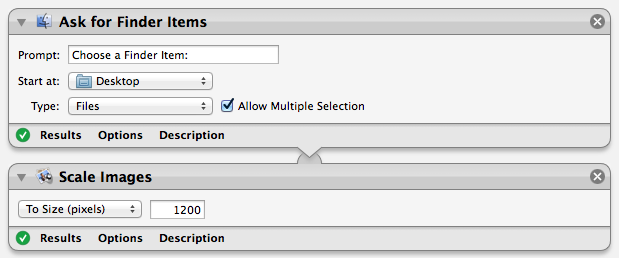 Ask for Finder Items
Prompt: Choose a Finder Item:
Start at: Desktop
Type: Files Allow Multiple Selection
Results Options Description
Scale Images
To Size (pixels) 1200
Results Options Description